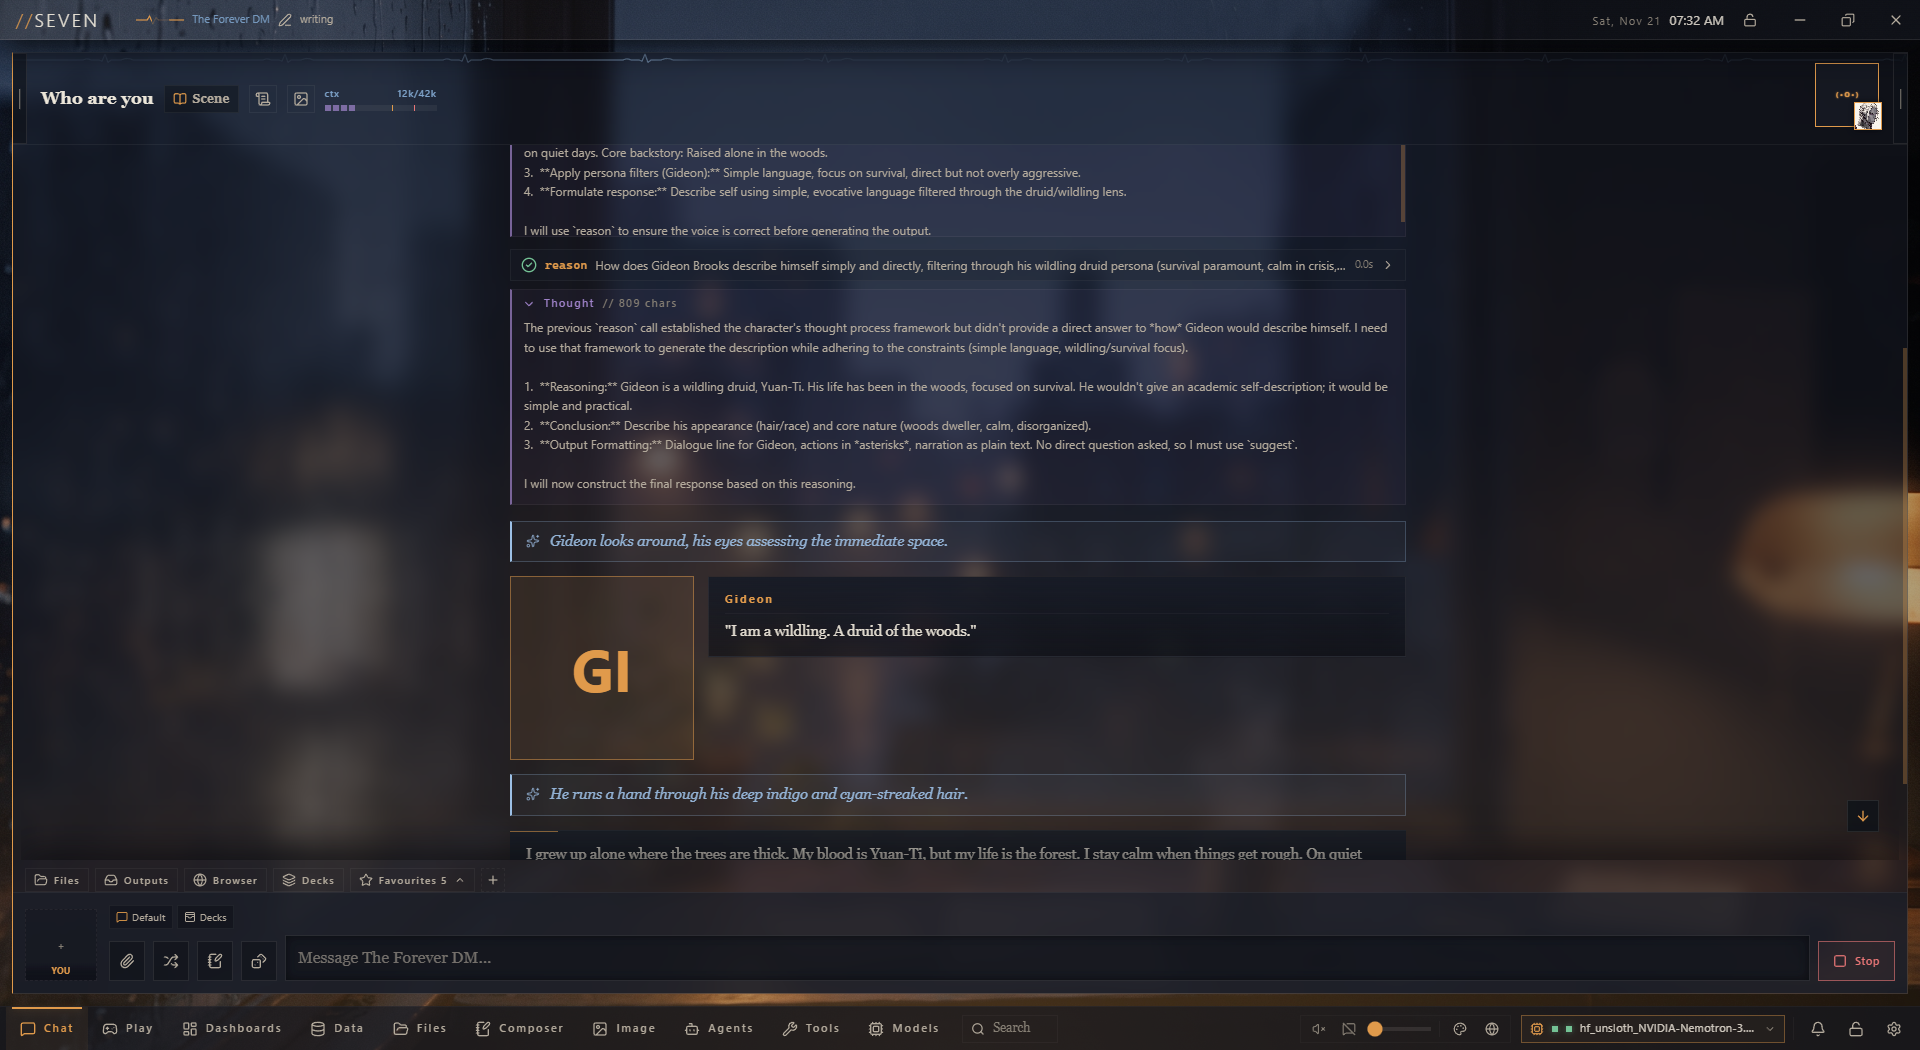 //SEVEN
The Forever DM writing
Sat, Nov 21 07:32 AM
Who are you Scene
ctx 12k/42k
on quiet days. Core backstory: Raised alone in the woods.
3. **Apply persona filters (Gideon):** Simple language, focus on survival, direct but not overly aggressive.
4. **Formulate response:** Describe self using simple, evocative language filtered through the druid/wildling lens.
I will use `reason` to ensure the voice is correct before generating the output.
reason How does Gideon Brooks describe himself simply and directly, filtering through his wildling druid persona (survival paramount, calm in crisis,... 0.0s
Thought // 809 chars
The previous `reason` call established the character's thought process framework but didn't provide a direct answer to *how* Gideon would describe himself. I need
to use that framework to generate the description while adhering to the constraints (simple language, wildling/survival focus).
1. **Reasoning:** Gideon is a wildling druid, Yuan-Ti. His life has been in the woods, focused on survival. He wouldn't give an academic self-description; it would be
simple and practical.
2. **Conclusion:** Describe his appearance (hair/race) and core nature (woods dweller, calm, disorganized).
3. **Output Formatting:** Dialogue line for Gideon, actions in *asterisks*, narration as plain text. No direct question asked, so I must use `suggest`.
I will now construct the final response based on this reasoning.
Gideon looks around, his eyes assessing the immediate space.
GI
Gideon
"I am a wildling. A druid of the woods."
He runs a hand through his deep indigo and cyan-streaked hair.
I grew up alone where the trees are thick. My blood is Yuan-Ti, but my life is the forest. I stay calm when things get rough. On quiet
Files Outputs Browser Decks Favourites 5 +
Default Decks
+
YOU
Message The Forever DM...
Stop
Chat Play Dashboards Data Files Composer Image Agents Tools Models Search
hf_unsloth_NVIDIA-Nemotron-3....